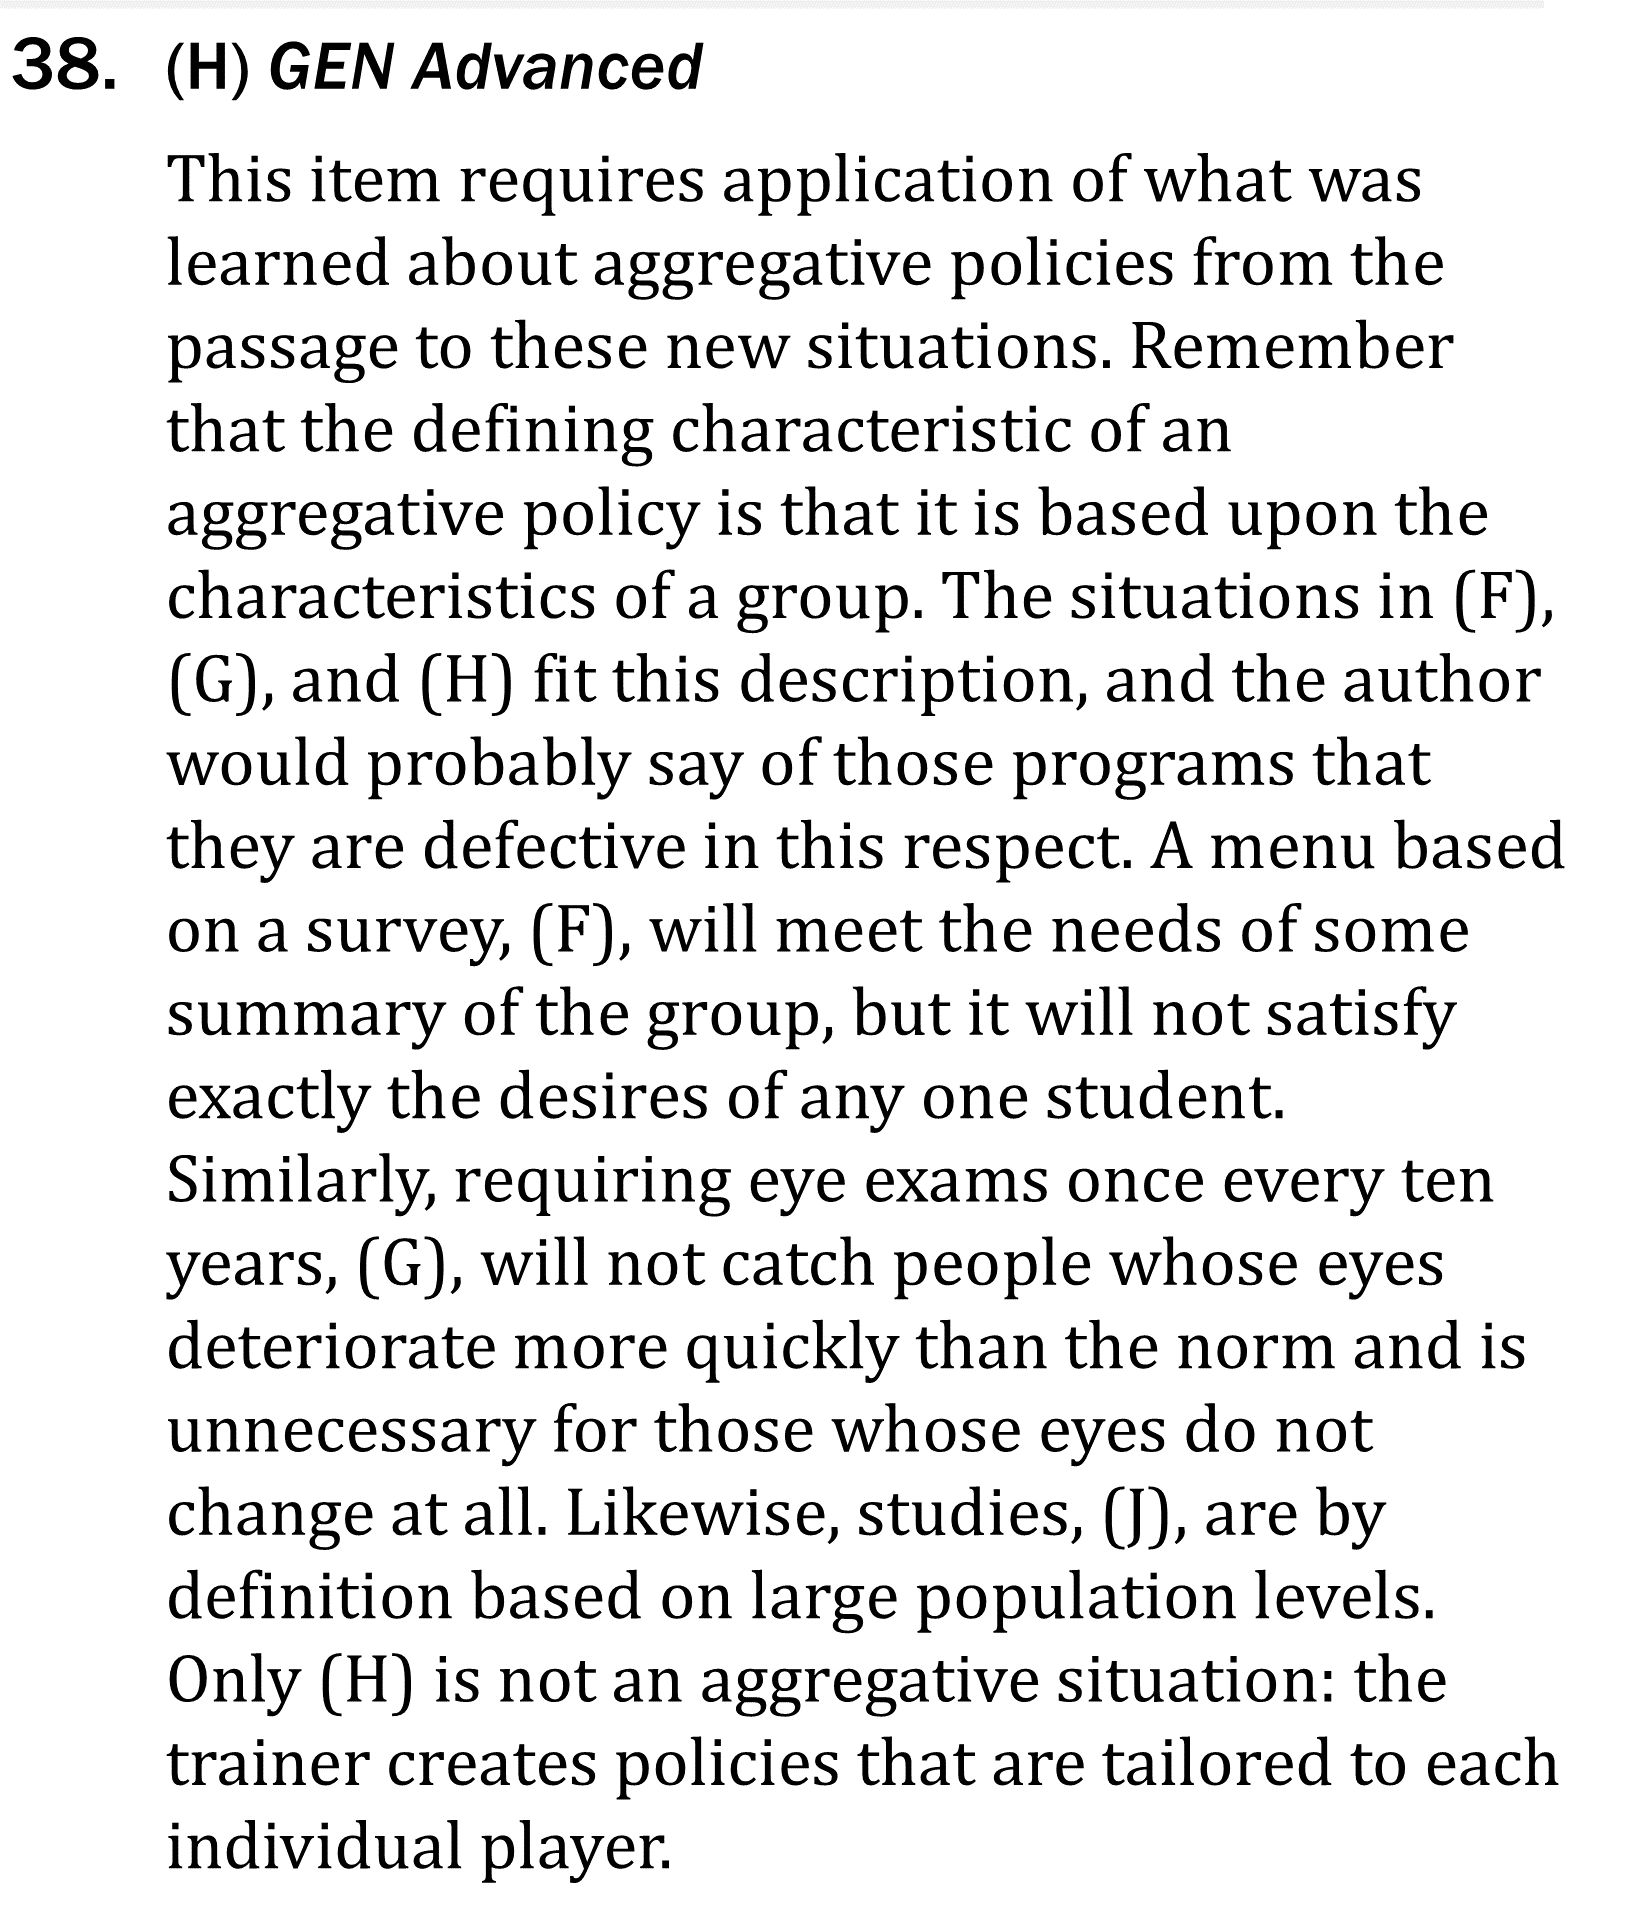 38. (H) GEN Advanced
This item requires application of what was
learned about aggregative policies from the
passage to these new situations. Remember
that the defining characteristic of an
aggregative policy is that it is based upon the
characteristics of a group. The situations in (F),
(G), and (H) fit this description, and the author
would probably say of those programs that
they are defective in this respect. A menu based
on a survey, (F), will meet the needs of some
summary of the group, but it will not satisfy
exactly the desires of any one student.
Similarly, requiring eye exams once every ten
years, (G), will not catch people whose eyes
deteriorate more quickly than the norm and is
unnecessary for those whose eyes do not
change at all. Likewise, studies, (J), are by
definition based on large population levels.
Only (H) is not an aggregative situation: the
trainer creates policies that are tailored to each
individual player.